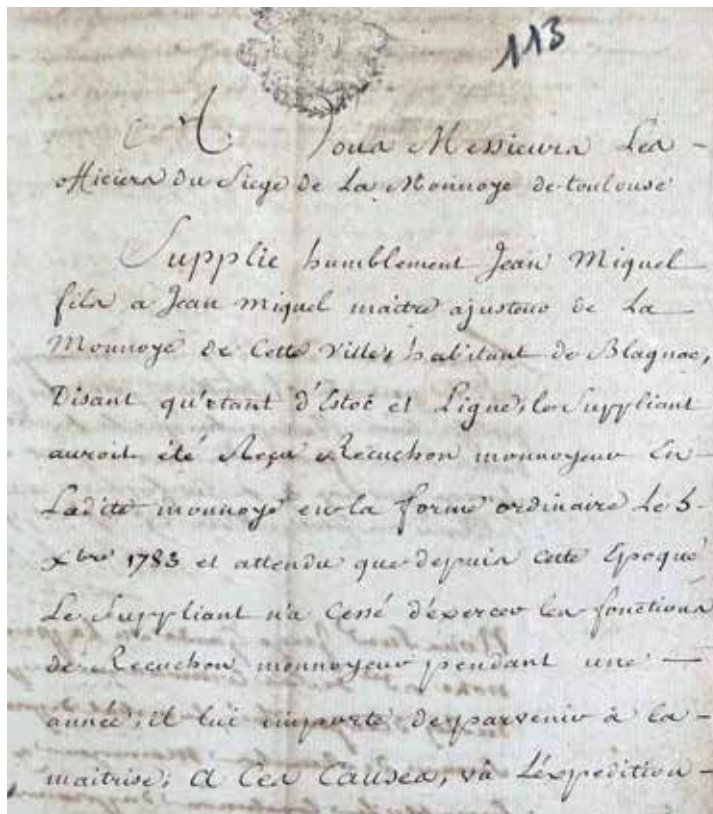 113
A Vous Messieurs Les
officiers du Siege de La Monnoye de toulouse
Supplie humblement Jean Miquel
fils a Jean miquel maitre ajusteur de La
Monnoye de Cette Ville, habitant de Blagnac,
Disant qu'etant d'Estoc et Ligne, le Suppliant
auroit été Reçu Recuchon monnoyeur En
Ladite monnoye en la forme ordinaire Le 5
Xbre 1783 et attendu que depuis cette Epoque
Le Suppliant n'a Cessé d'exercer les fonctions
de Recuchon monnoyeur pendant une
année, il lui importe de parvenir à la
maitrise; A Ces Causes, vû L'expedition